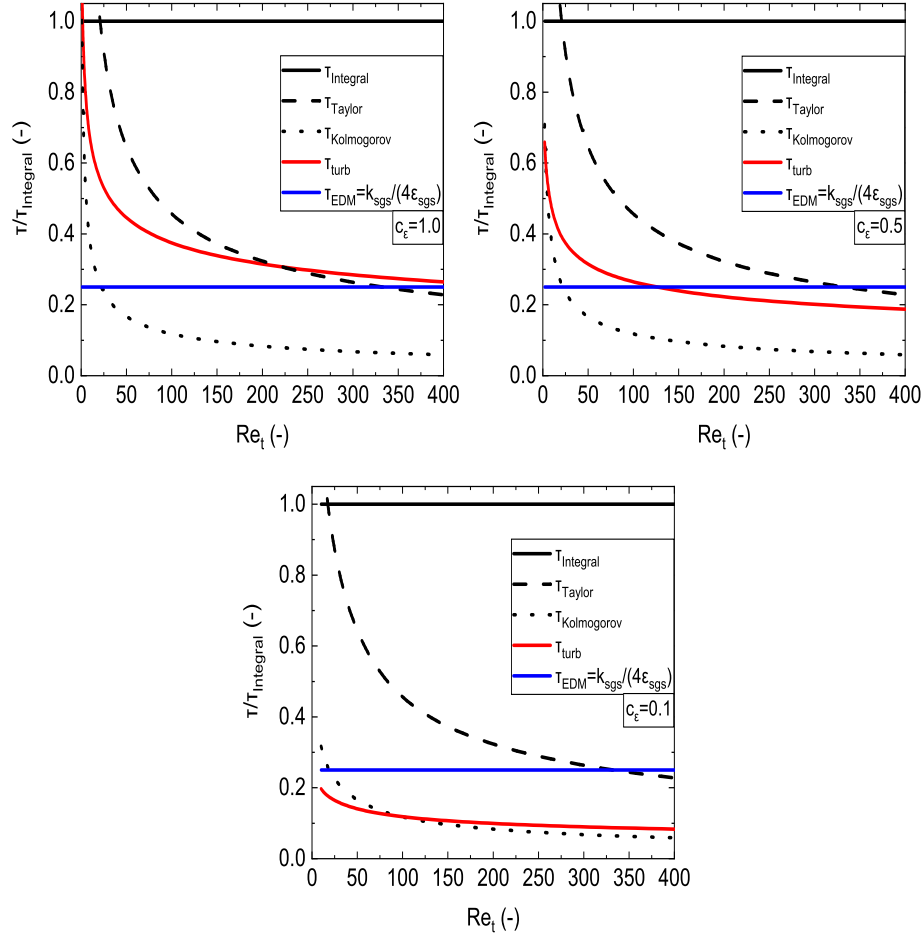 τ/τIntegral (-)
1.0
0.8
0.6
0.4
0.2
0.0
τIntegral
τTaylor
τKolmogorov
τturb
τEDM=ksgs/(4εsgs)
cε=1.0
0 50 100 150 200 250 300 350 400
Ret (-)
τ/τIntegral (-)
1.0
0.8
0.6
0.4
0.2
0.0
τIntegral
τTaylor
τKolmogorov
τturb
τEDM=ksgs/(4εsgs)
cε=0.5
0 50 100 150 200 250 300 350 400
Ret (-)
τ/τIntegral (-)
1.0
0.8
0.6
0.4
0.2
0.0
τIntegral
τTaylor
τKolmogorov
τturb
τEDM=ksgs/(4εsgs)
cε=0.1
0 50 100 150 200 250 300 350 400
Ret (-)